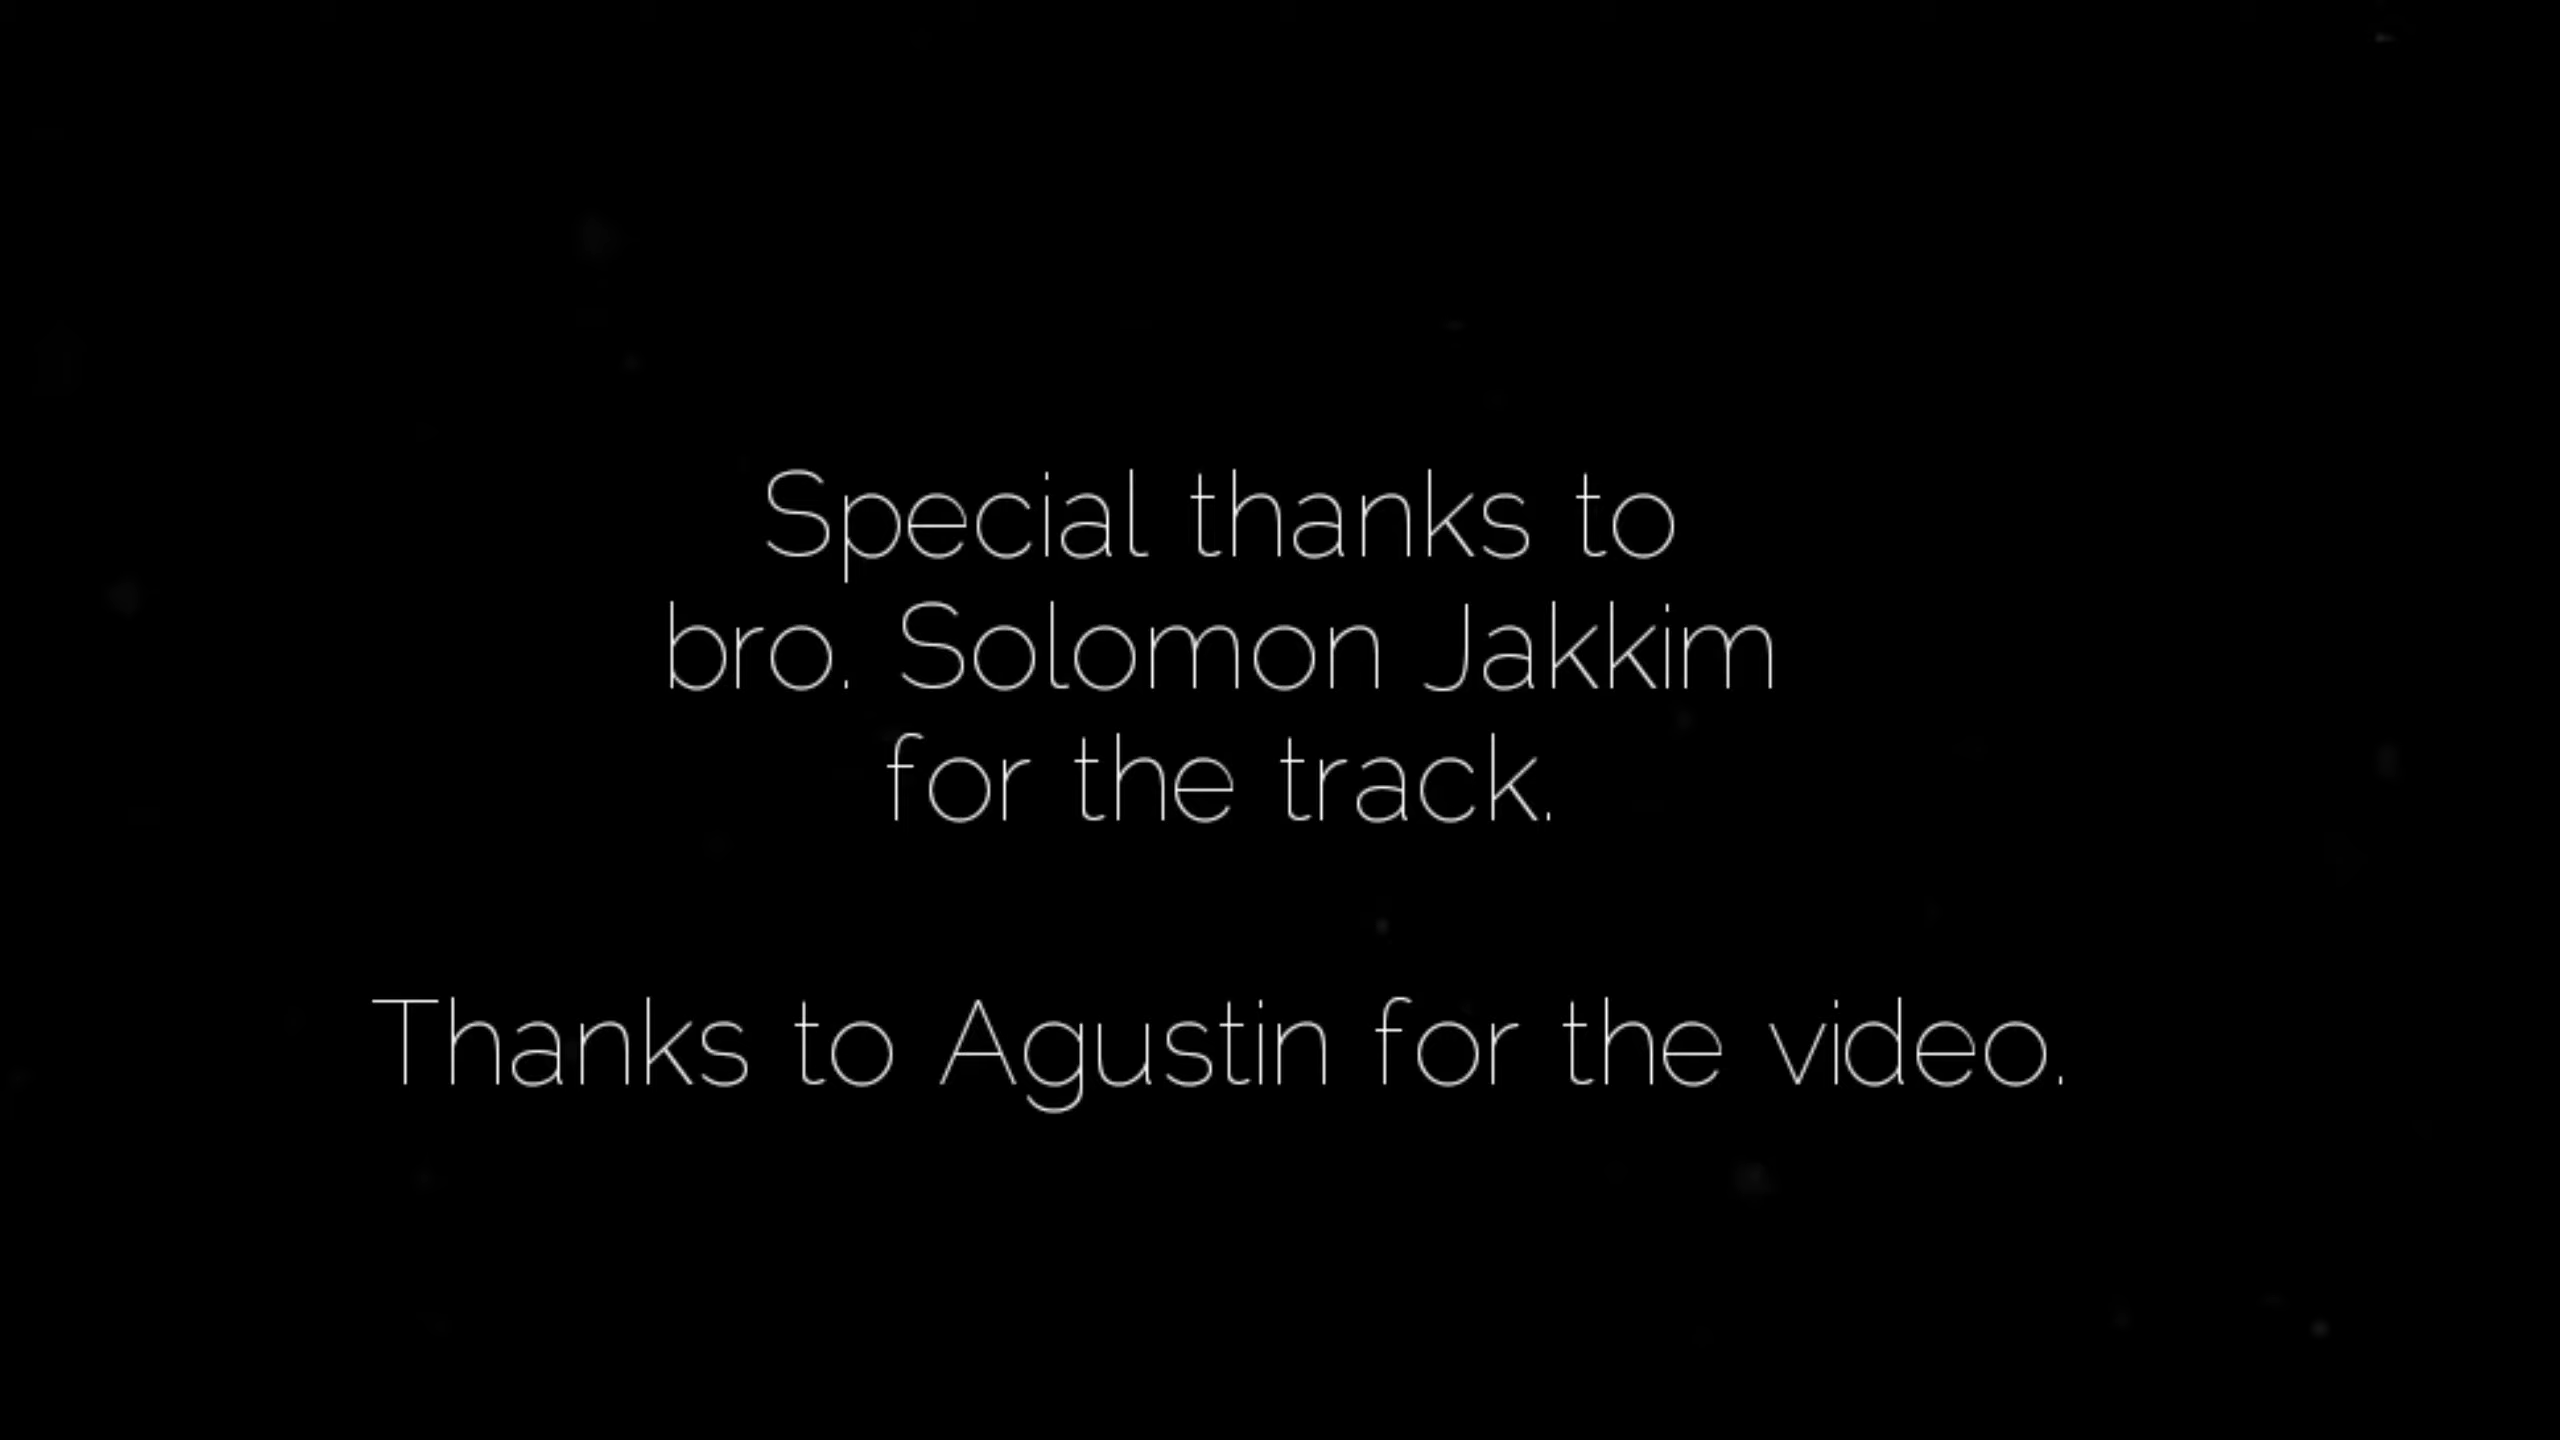 Special thanks to
bro. Solomon Jakkim
for the track.
Thanks to Agustin for the video.